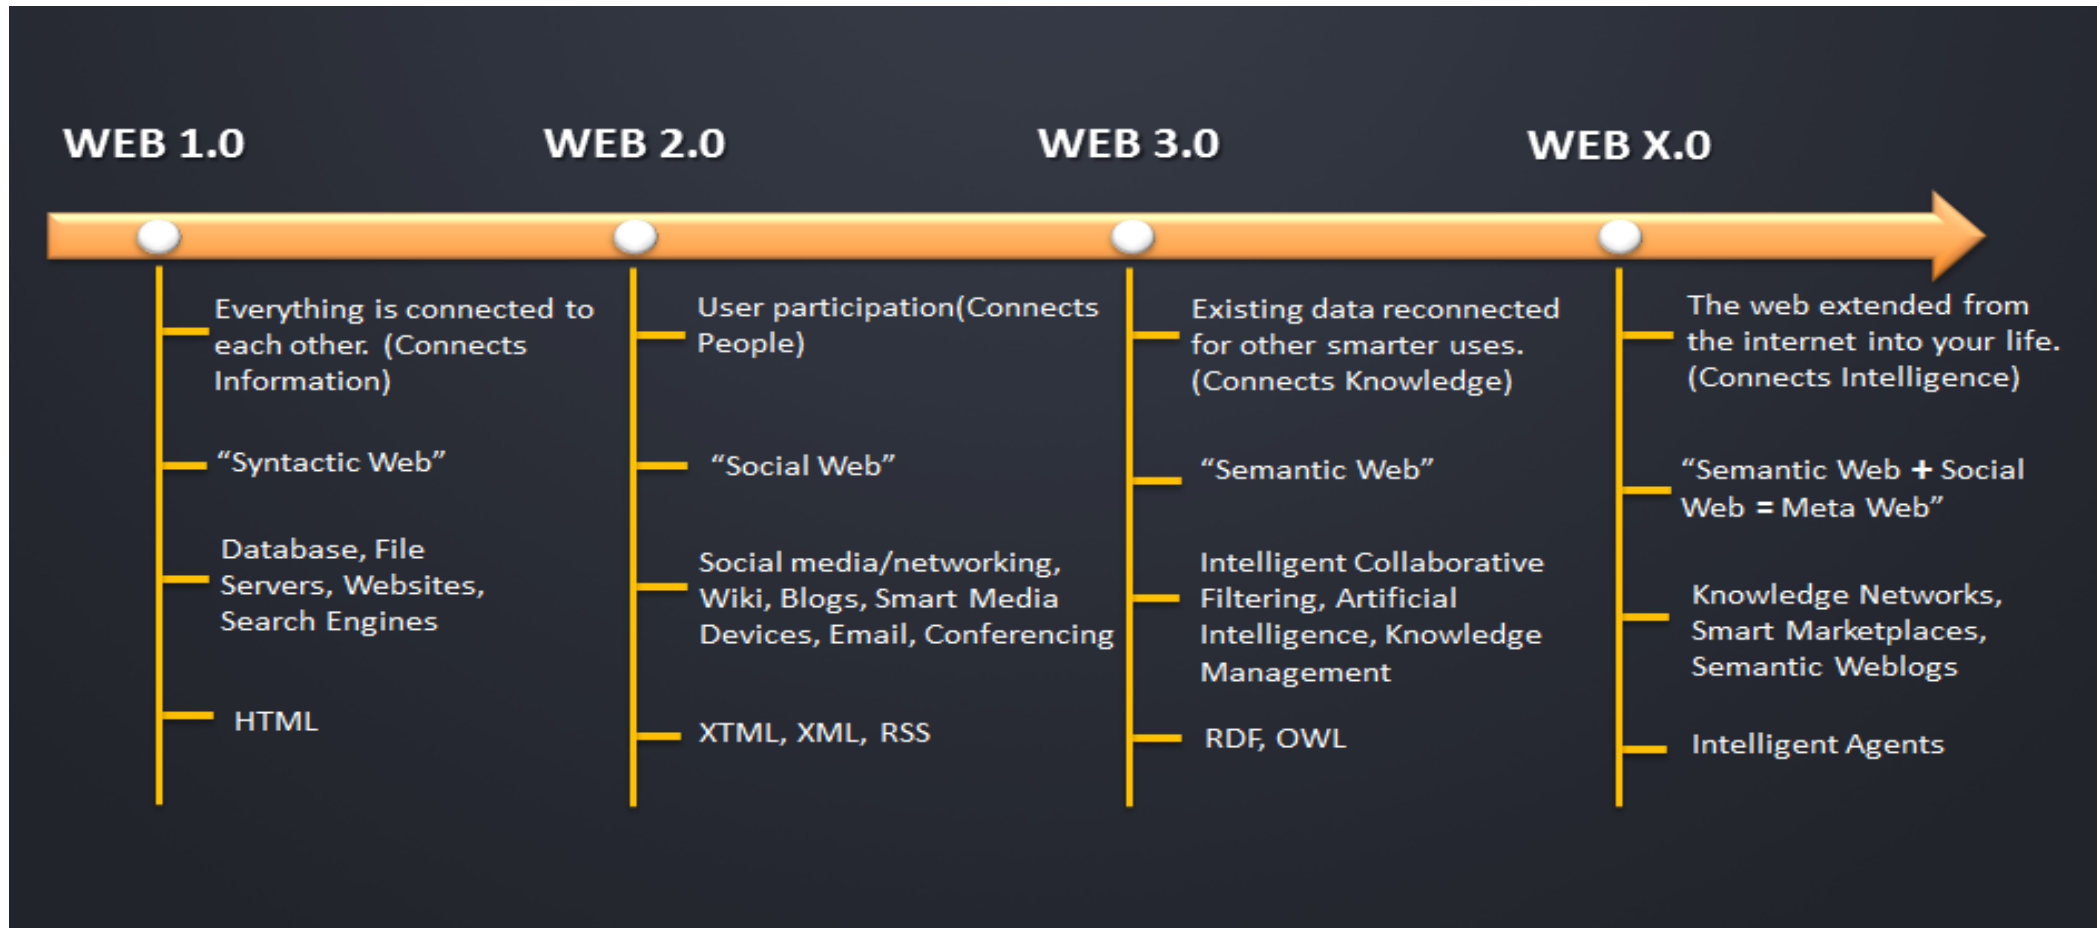 WEB 1.0
WEB 2.0
WEB 3.0
WEB X.0
Everything is connected to
each other. (Connects
Information)
“Syntactic Web”
Database, File
Servers, Websites,
Search Engines
HTML
User participation(Connects
People)
“Social Web”
Social media/networking,
Wiki, Blogs, Smart Media
Devices, Email, Conferencing
XTML, XML, RSS
Existing data reconnected
for other smarter uses.
(Connects Knowledge)
“Semantic Web”
Intelligent Collaborative
Filtering, Artificial
Intelligence, Knowledge
Management
RDF, OWL
The web extended from
the internet into your life.
(Connects Intelligence)
“Semantic Web + Social
Web = Meta Web”
Knowledge Networks,
Smart Marketplaces,
Semantic Weblogs
Intelligent Agents